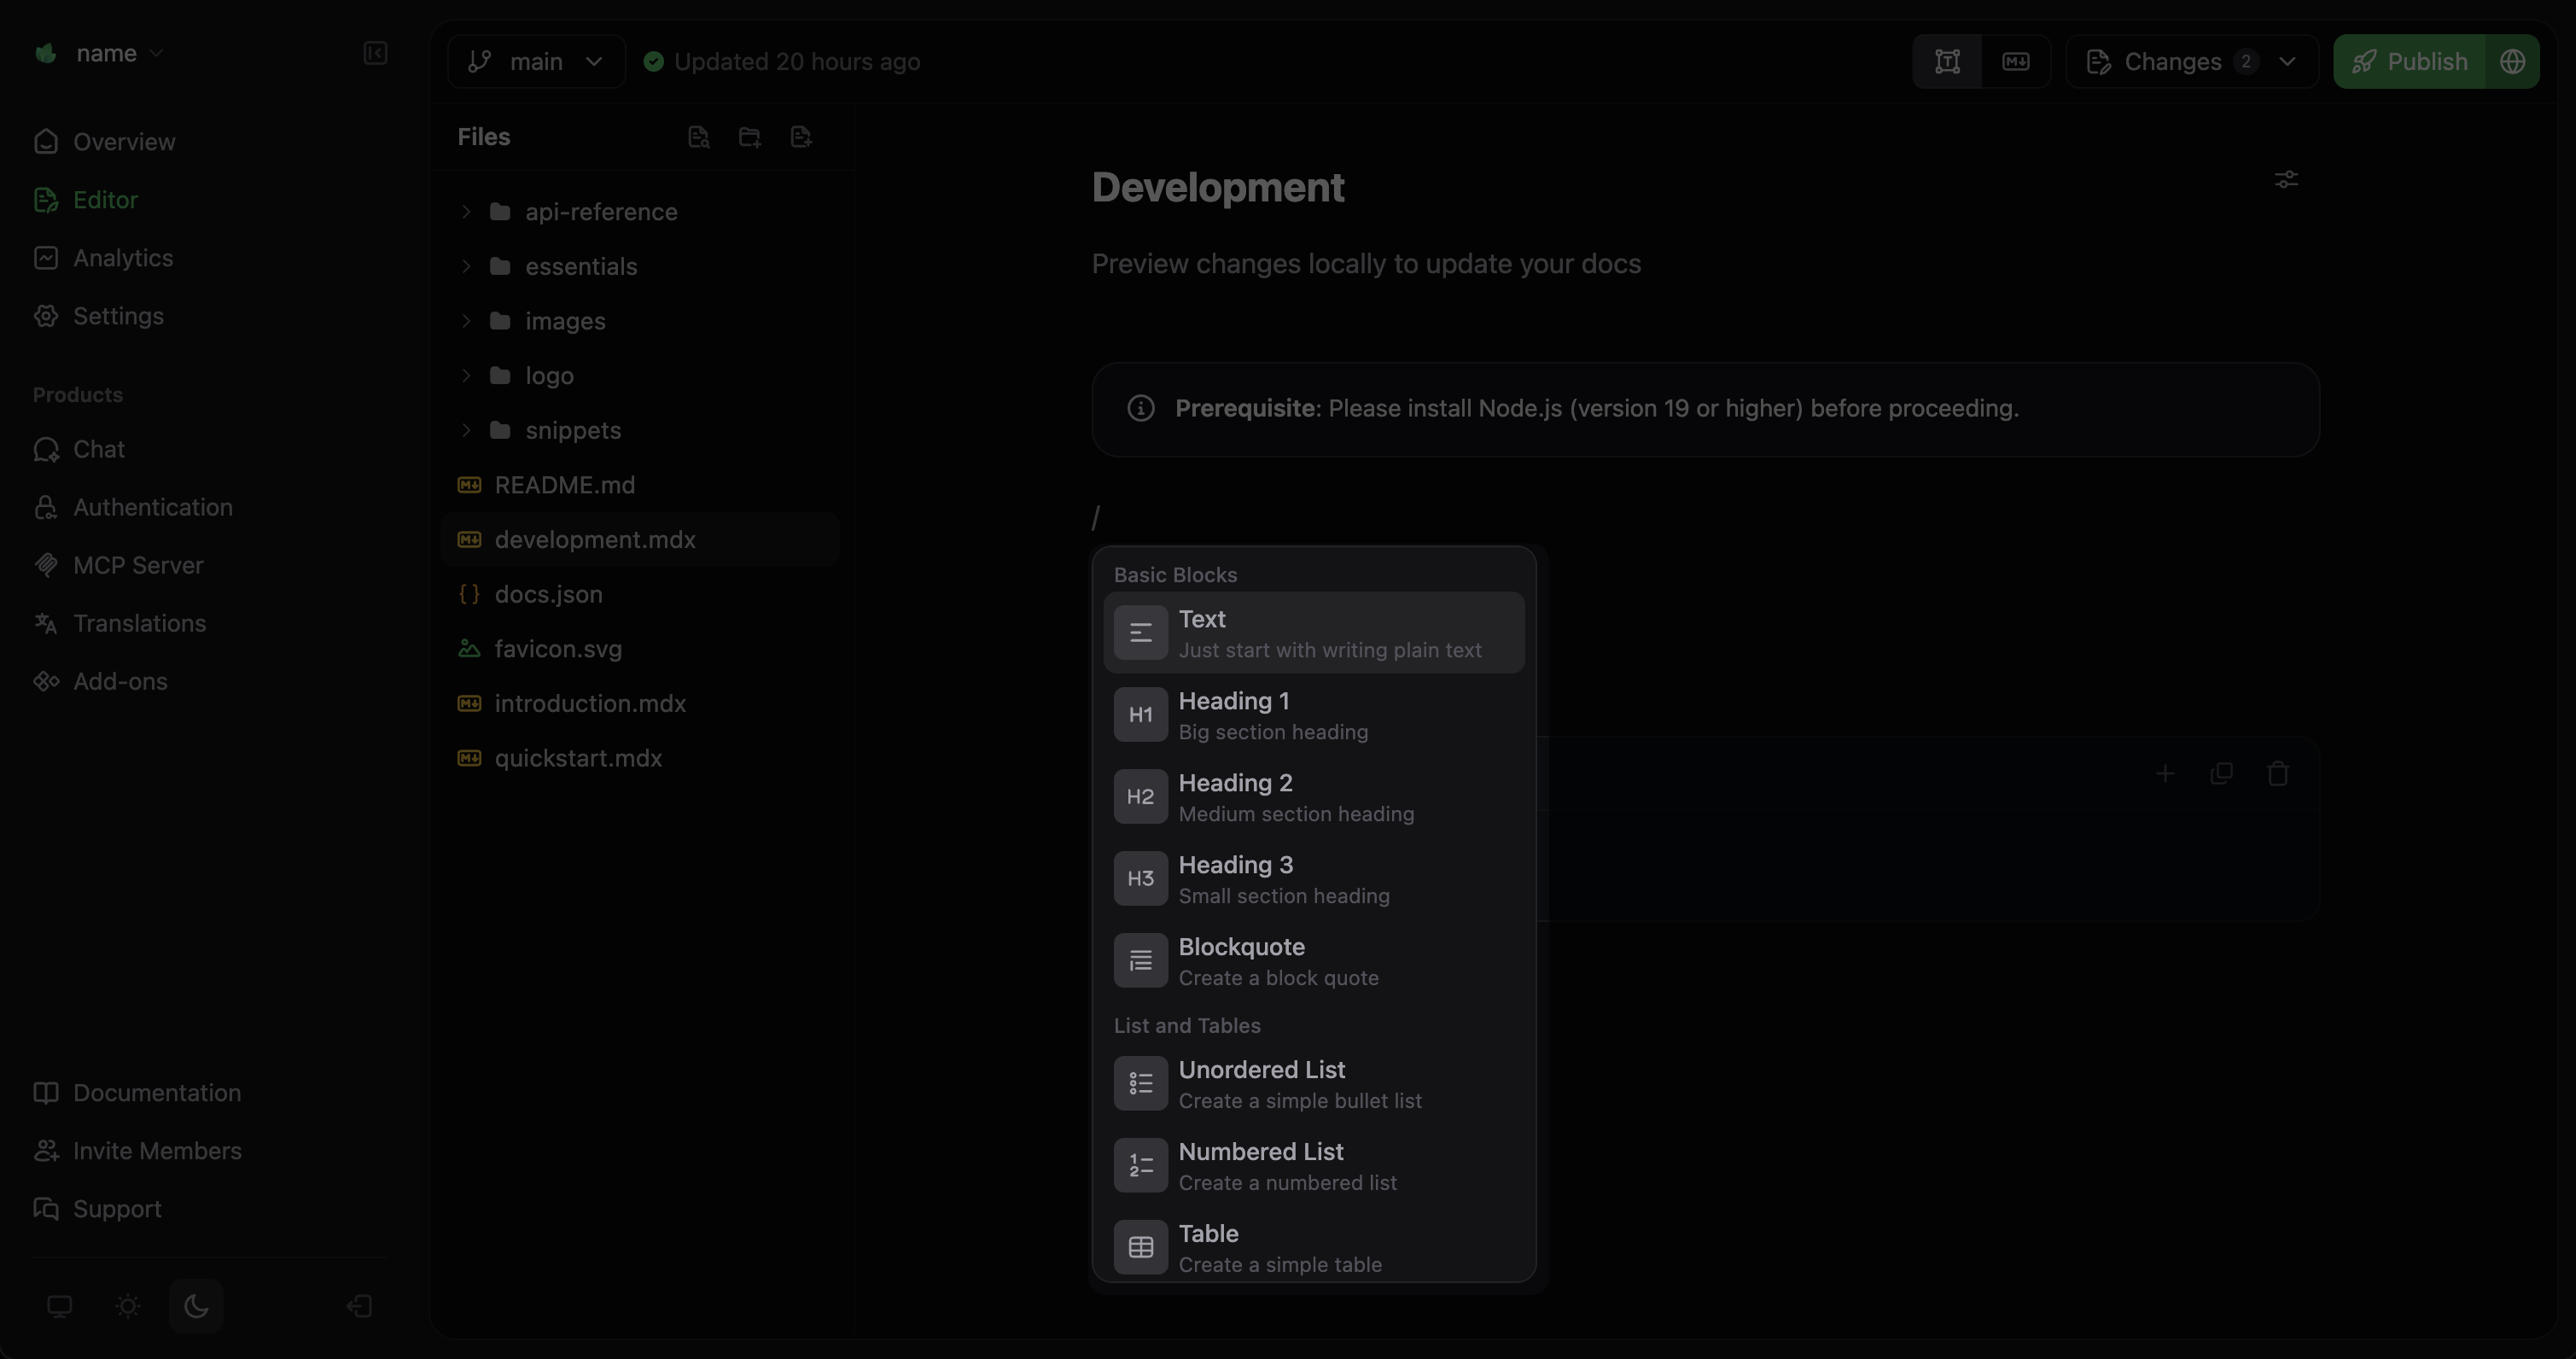 name
Overview
Editor
Analytics
Settings
Products
Chat
Authentication
MCP Server
Translations
Add-ons
Documentation
Invite Members
Support
main
Updated 20 hours ago
Changes 2
Publish
Files
api-reference
essentials
images
logo
snippets
README.md
development.mdx
docs.json
favicon.svg
introduction.mdx
quickstart.mdx
Development
Preview changes locally to update your docs
Prerequisite: Please install Node.js (version 19 or higher) before proceeding.
/
Basic Blocks
Text
Just start with writing plain text
H1
Heading 1
Big section heading
H2
Heading 2
Medium section heading
H3
Heading 3
Small section heading
Blockquote
Create a block quote
List and Tables
Unordered List
Create a simple bullet list
Numbered List
Create a numbered list
Table
Create a simple table